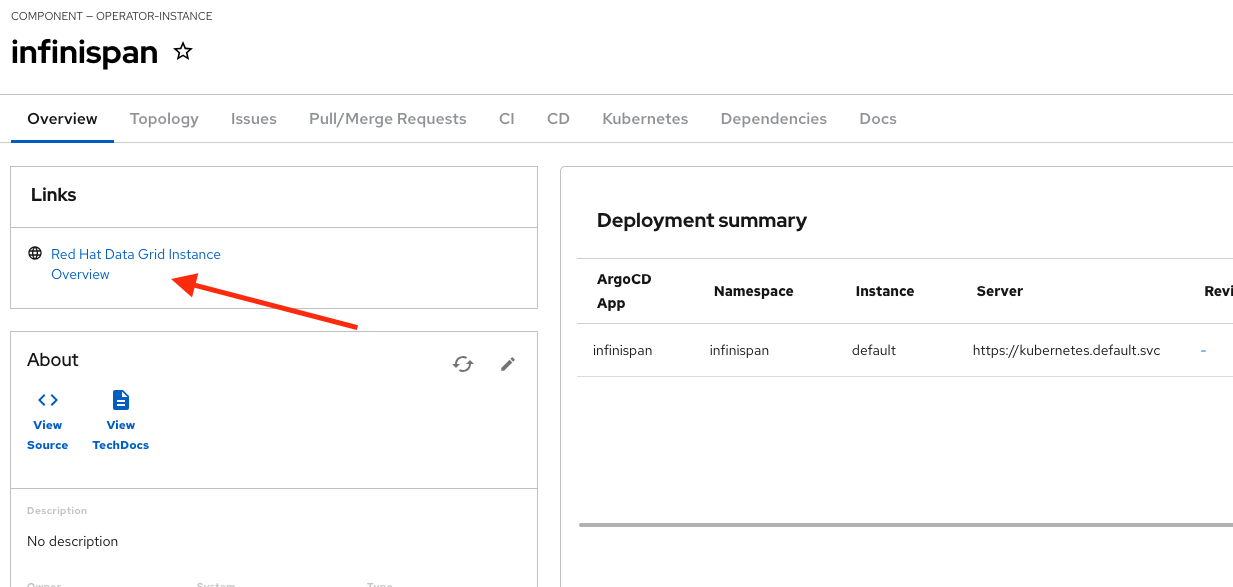 COMPONENT — OPERATOR-INSTANCE
infinispan
Overview Topology Issues Pull/Merge Requests CI CD Kubernetes Dependencies Docs
Links
Red Hat Data Grid Instance
Overview
About
View
Source
View
TechDocs
Description
No description
Owner System Type
Deployment summary
ArgoCD
App
Namespace Instance Server
infinispan infinispan default https://kubernetes.default.svc -